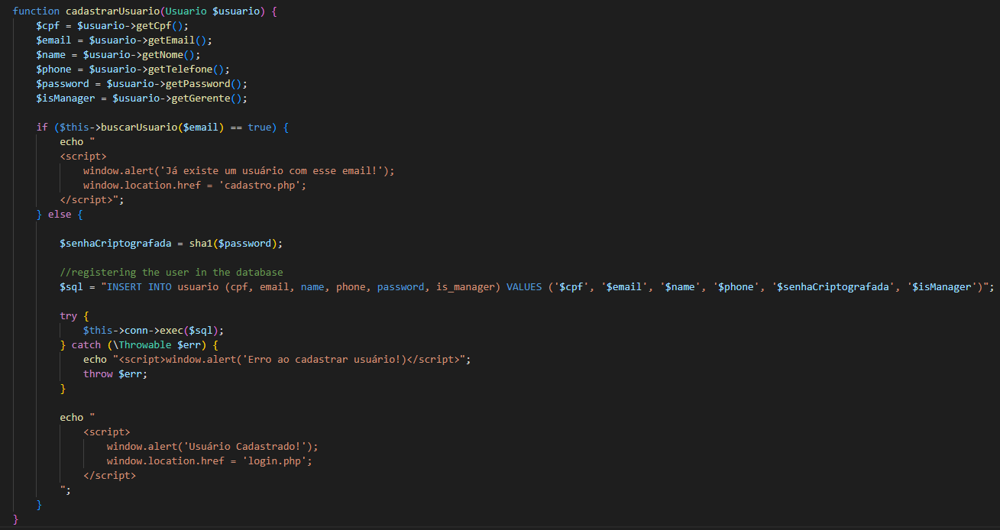 function cadastrarUsuario(Usuario $usuario) {
$cpf = $usuario->getCpf();
$email = $usuario->getEmail();
$name = $usuario->getNome();
$phone = $usuario->getTelefone();
$password = $usuario->getPassword();
$isManager = $usuario->getGerente();
if ($this->buscarUsuario($email) == true) {
echo "
<script>
window.alert('Já existe um usuário com esse email!');
window.location.href = 'cadastro.php';
</script>";
} else {
$senhaCriptografada = sha1($password);
//registering the user in the database
$sql = "INSERT INTO usuario (cpf, email, name, phone, password, is_manager) VALUES ('$cpf', '$email', '$name', '$phone', '$senhaCriptografada', '$isManager')";
try {
$this->conn->exec($sql);
} catch (\Throwable $err) {
echo "<script>window.alert('Erro ao cadastrar usuário!)</script>";
throw $err;
}
echo "
<script>
window.alert('Usuário Cadastrado!');
window.location.href = 'login.php';
</script>
";
}
}